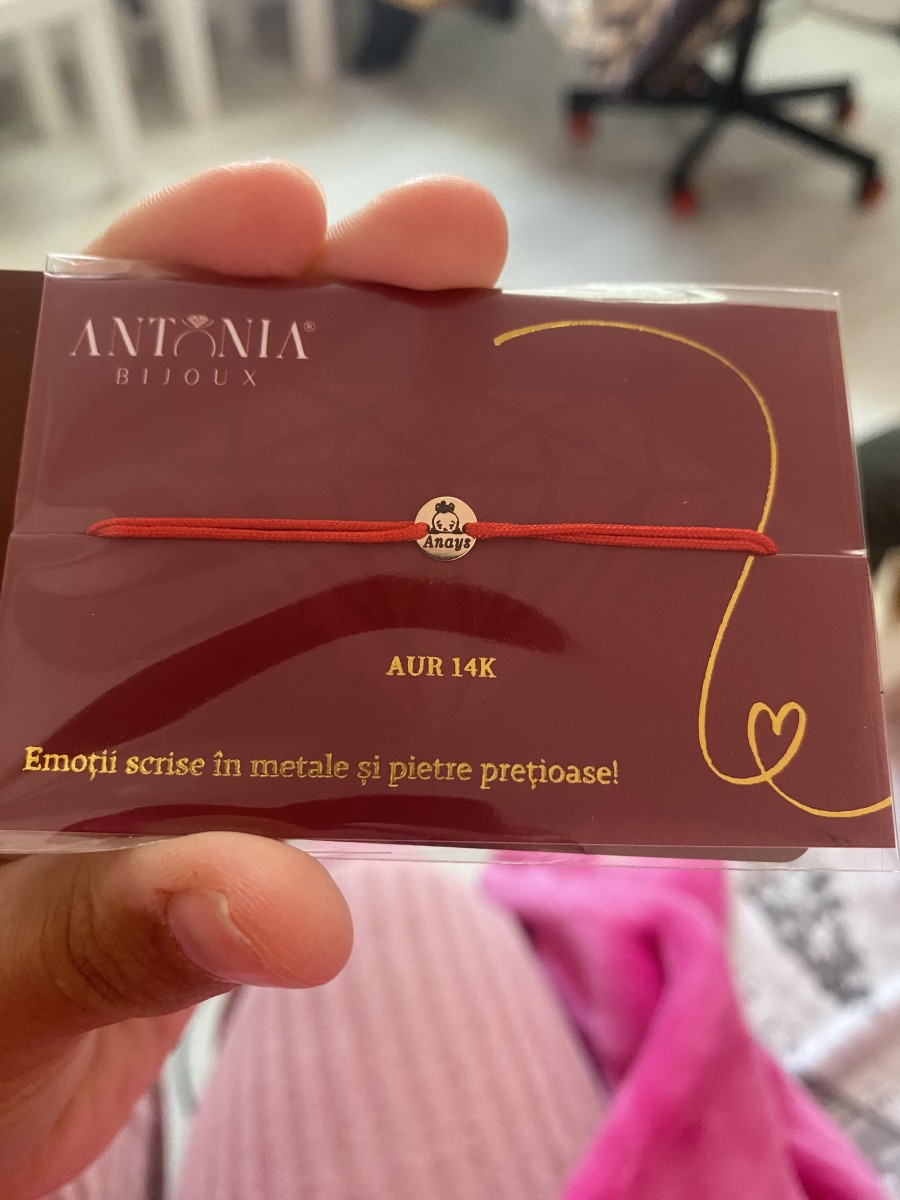 ANTONIA®
BIJOUX
Anays
AUR 14K
Emoții scrise în metale și pietre prețioase!